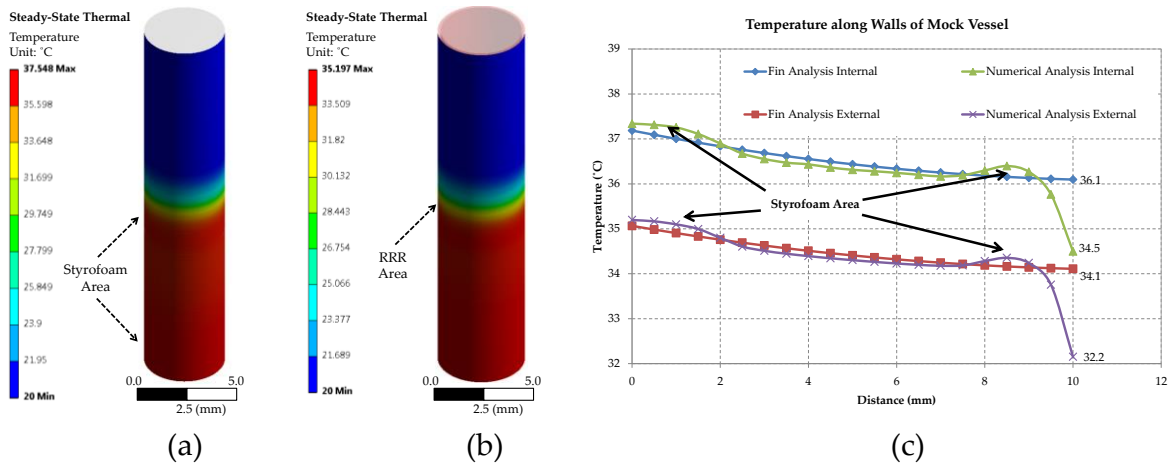 Steady-State Thermal
Temperature
Unit: ˚C
37.548 Max
35.598
33.648
31.699
29.749
27.799
25.849
23.9
21.95
20 Min
Styrofoam
Area
0.0
5.0
2.5 (mm)
(a)
Steady-State Thermal
Temperature
Unit: ˚C
35.197 Max
33.509
31.82
30.132
28.443
26.754
25.066
23.377
21.689
20 Min
RRR
Area
0.0
5.0
2.5 (mm)
(b)
Temperature along Walls of Mock Vessel
Temperature (˚C)
39
38
37
36
35
34
33
32
Fin Analysis Internal
Numerical Analysis Internal
Fin Analysis External
Numerical Analysis External
Styrofoam Area
36.1
34.5
34.1
32.2
0
2
4
6
8
10
12
Distance (mm)
(c)